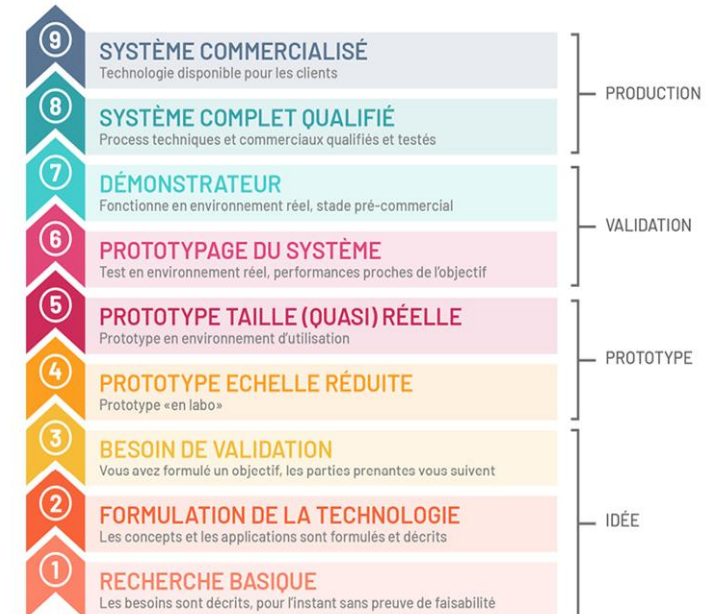 9
SYSTÈME COMMERCIALISÉ
Technologie disponible pour les clients
8
SYSTÈME COMPLET QUALIFIÉ
Process techniques et commerciaux qualifiés et testés
PRODUCTION
7
DÉMONSTRATEUR
Fonctionne en environnement réel, stade pré-commercial
6
PROTOTYPAGE DU SYSTÈME
Test en environnement réel, performances proches de l'objectif
VALIDATION
5
PROTOTYPE TAILLE (QUASI) RÉELLE
Prototype en environnement d'utilisation
4
PROTOTYPE ECHELLE RÉDUITE
Prototype «en labo»
PROTOTYPE
3
BESOIN DE VALIDATION
Vous avez formulé un objectif, les parties prenantes vous suivent
2
FORMULATION DE LA TECHNOLOGIE
Les concepts et les applications sont formulés et décrits
1
RECHERCHE BASIQUE
Les besoins sont décrits, pour l'instant sans preuve de faisabilité
IDÉE